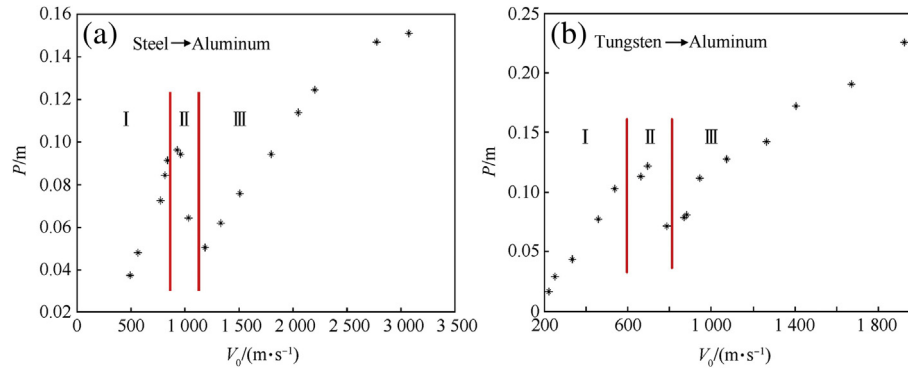 (a)
Steel→Aluminum
Ⅰ Ⅱ Ⅲ
P/m
0.16
0.14
0.12
0.10
0.08
0.06
0.04
0.02
0 500 1 000 1 500 2 000 2 500 3 000 3 500
V₀/(m·s⁻¹)
(b)
Tungsten→Aluminum
Ⅰ Ⅱ Ⅲ
P/m
0.25
0.20
0.15
0.10
0.05
0
200 600 1 000 1 400 1 800
V₀/(m·s⁻¹)